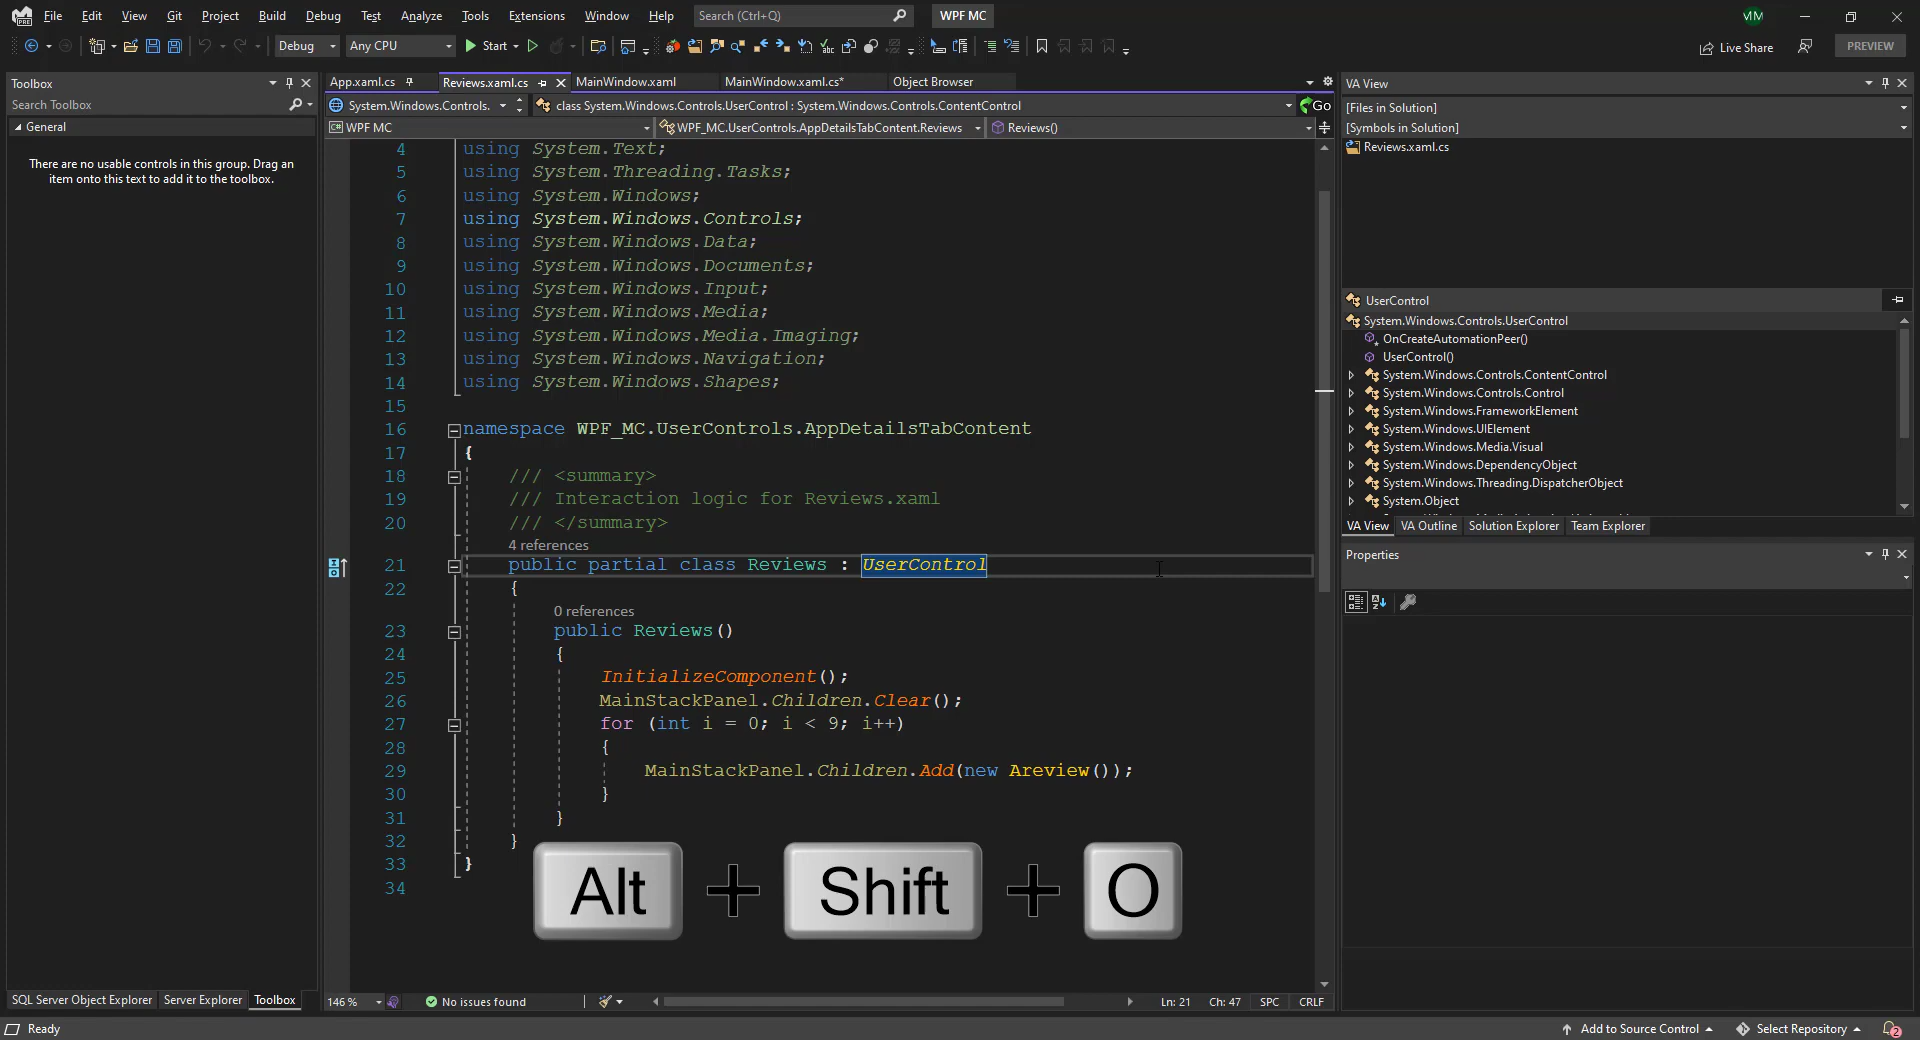 File Edit View Git Project Build Debug Test Analyze Tools Extensions Window Help Search (Ctrl+Q) WPF MC
Debug Any CPU Start Live Share PREVIEW
Toolbox
Search Toolbox
General
There are no usable controls in this group. Drag an
item onto this text to add it to the toolbox.
SQL Server Object Explorer Server Explorer Toolbox
App.xaml.cs Reviews.xaml.cs MainWindow.xaml MainWindow.xaml.cs* Object Browser
System.Windows.Controls. class System.Windows.Controls.UserControl : System.Windows.Controls.ContentControl Go
WPF MC WPF_MC.UserControls.AppDetailsTabContent.Reviews Reviews()
4 using System.Text;
5 using System.Threading.Tasks;
6 using System.Windows;
7 using System.Windows.Controls;
8 using System.Windows.Data;
9 using System.Windows.Documents;
10 using System.Windows.Input;
11 using System.Windows.Media;
12 using System.Windows.Media.Imaging;
13 using System.Windows.Navigation;
14 using System.Windows.Shapes;
15
16 namespace WPF_MC.UserControls.AppDetailsTabContent
17 {
18 /// <summary>
19 /// Interaction logic for Reviews.xaml
20 /// </summary>
4 references
21 public partial class Reviews : UserControl
22 {
0 references
23 public Reviews()
24 {
25 InitializeComponent();
26 MainStackPanel.Children.Clear();
27 for (int i = 0; i < 9; i++)
28 {
29 MainStackPanel.Children.Add(new Areview());
30 }
31 }
32 }
33 }
34
Alt + Shift + O
146 % No issues found Ln: 21 Ch: 47 SPC CRLF
VA View
[Files in Solution]
[Symbols in Solution]
Reviews.xaml.cs
UserControl
System.Windows.Controls.UserControl
OnCreateAutomationPeer()
UserControl()
System.Windows.Controls.ContentControl
System.Windows.Controls.Control
System.Windows.FrameworkElement
System.Windows.UIElement
System.Windows.Media.Visual
System.Windows.DependencyObject
System.Windows.Threading.DispatcherObject
System.Object
VA View VA Outline Solution Explorer Team Explorer
Properties
Ready Add to Source Control Select Repository 2